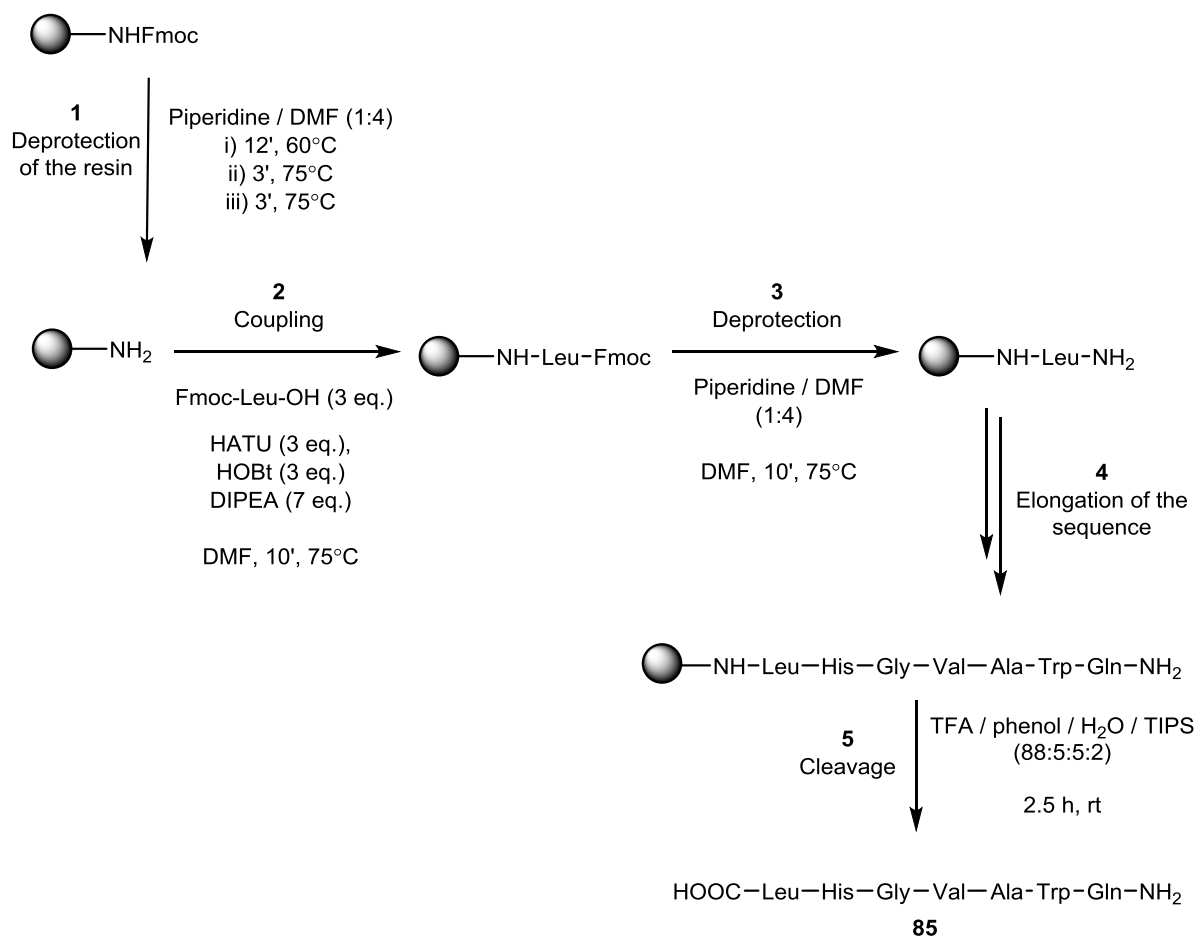 NHFmoc
1
Deprotection
of the resin
Piperidine / DMF (1:4)
i) 12', 60°C
ii) 3', 75°C
iii) 3', 75°C
NH2
2
Coupling
Fmoc-Leu-OH (3 eq.)
HATU (3 eq.),
HOBt (3 eq.)
DIPEA (7 eq.)
DMF, 10', 75°C
NH-Leu-Fmoc
3
Deprotection
Piperidine / DMF
(1:4)
DMF, 10', 75°C
NH-Leu-NH2
4
Elongation of the
sequence
NH-Leu-His-Gly-Val-Ala-Trp-Gln-NH2
5
Cleavage
TFA / phenol / H2O / TIPS
(88:5:5:2)
2.5 h, rt
HOOC-Leu-His-Gly-Val-Ala-Trp-Gln-NH2
85